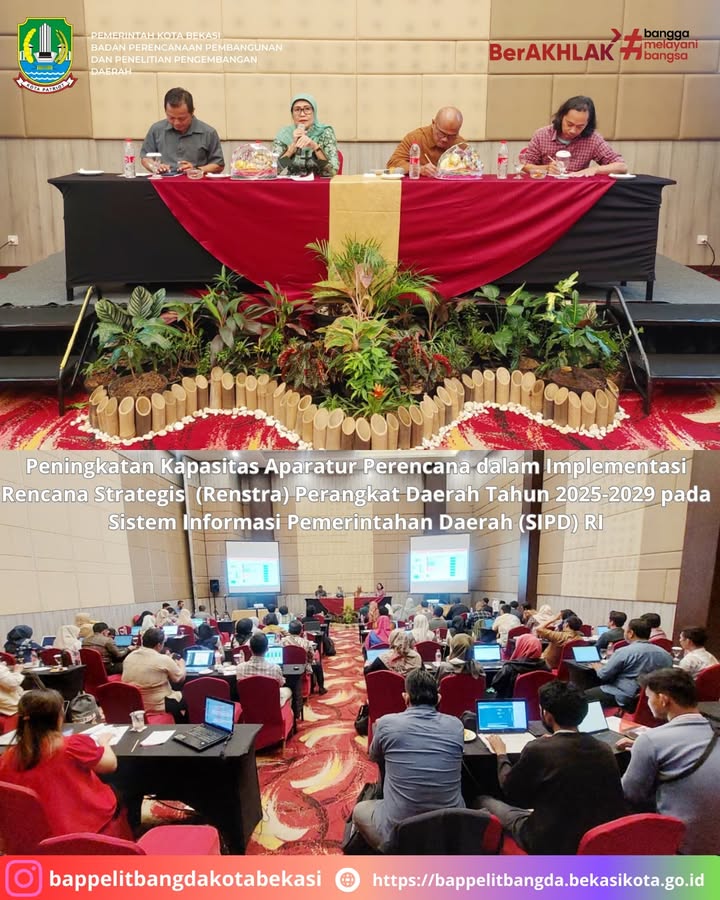 PEMERINTAH KOTA BEKASI
BADAN PERENCANAAN PEMBANGUNAN
DAN PENELITIAN PENGEMBANGAN
DAERAH
KOTA PATRIOT
BerAKHLAK
#
bangga
melayani
bangsa
Peningkatan Kapasitas Aparatur Perencana dalam Implementasi
Rencana Strategis (Renstra) Perangkat Daerah Tahun 2025-2029 pada
Sistem Informasi Pemerintahan Daerah (SIPD) RI
bappelitbangdakotabekasi
https://bappelitbangda.bekasikota.go.id